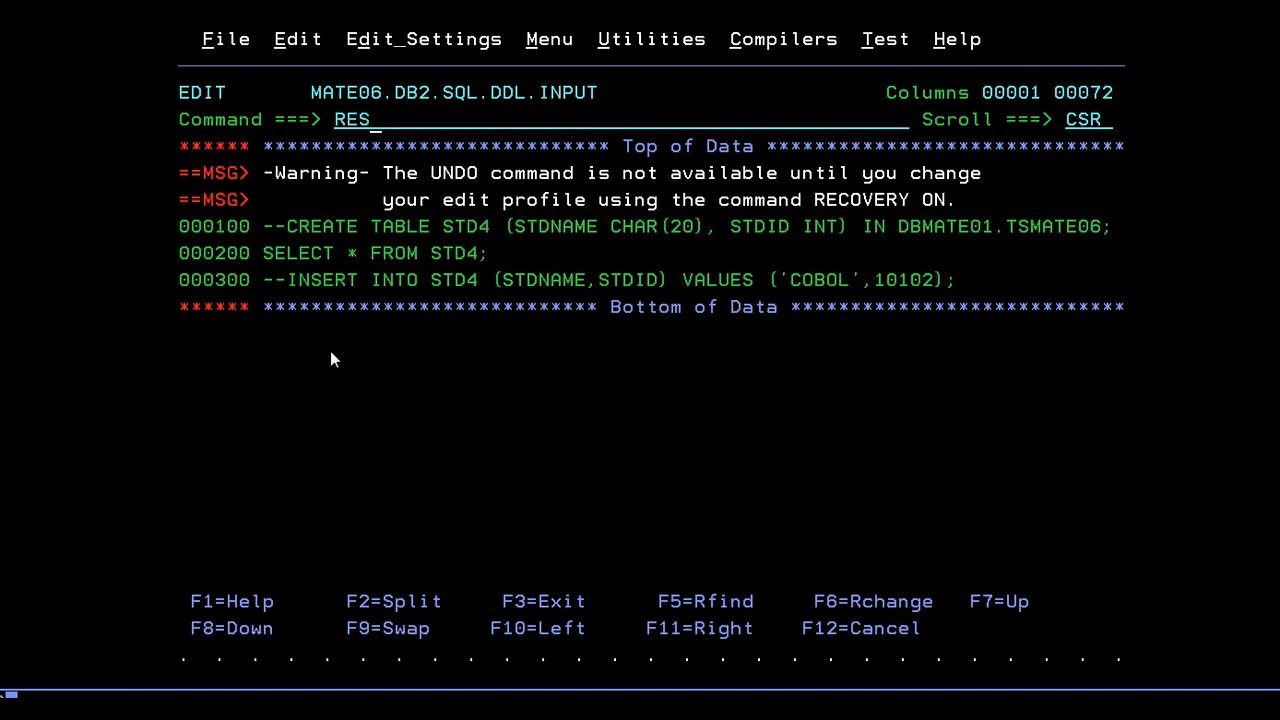 File  Edit  Edit_Settings  Menu  Utilities  Compilers  Test  Help
EDIT       MATE06.DB2.SQL.DDL.INPUT                        Columns 00001 00072
Command ===> RES_                                             Scroll ===> CSR
****** **************************** Top of Data ******************************
==MSG> -Warning- The UNDO command is not available until you change
==MSG>           your edit profile using the command RECOVERY ON.
000100 --CREATE TABLE STD4 (STDNAME CHAR(20), STDID INT) IN DBMATE01.TSMATE06;
000200 SELECT * FROM STD4;
000300 --INSERT INTO STD4 (STDNAME,STDID) VALUES ('COBOL',10102);
****** *************************** Bottom of Data ****************************
F1=Help      F2=Split     F3=Exit      F5=Rfind     F6=Rchange   F7=Up
F8=Down      F9=Swap     F10=Left     F11=Right    F12=Cancel
. . . . . . . . . . . . . . . . . . . . . . . . . . .